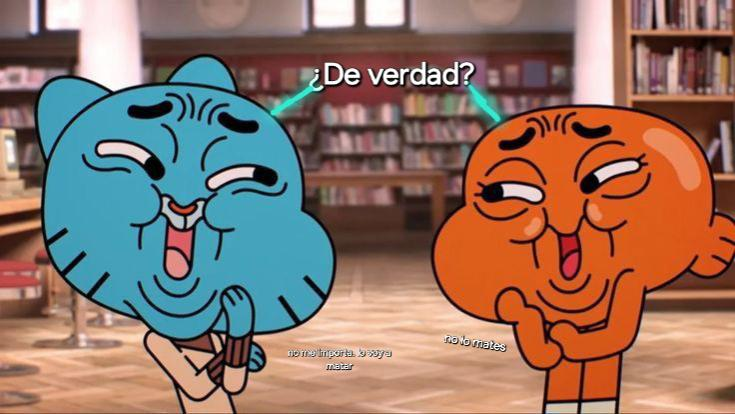 ¿De verdad?
no me importa. lo voy a
matar
no lo mates